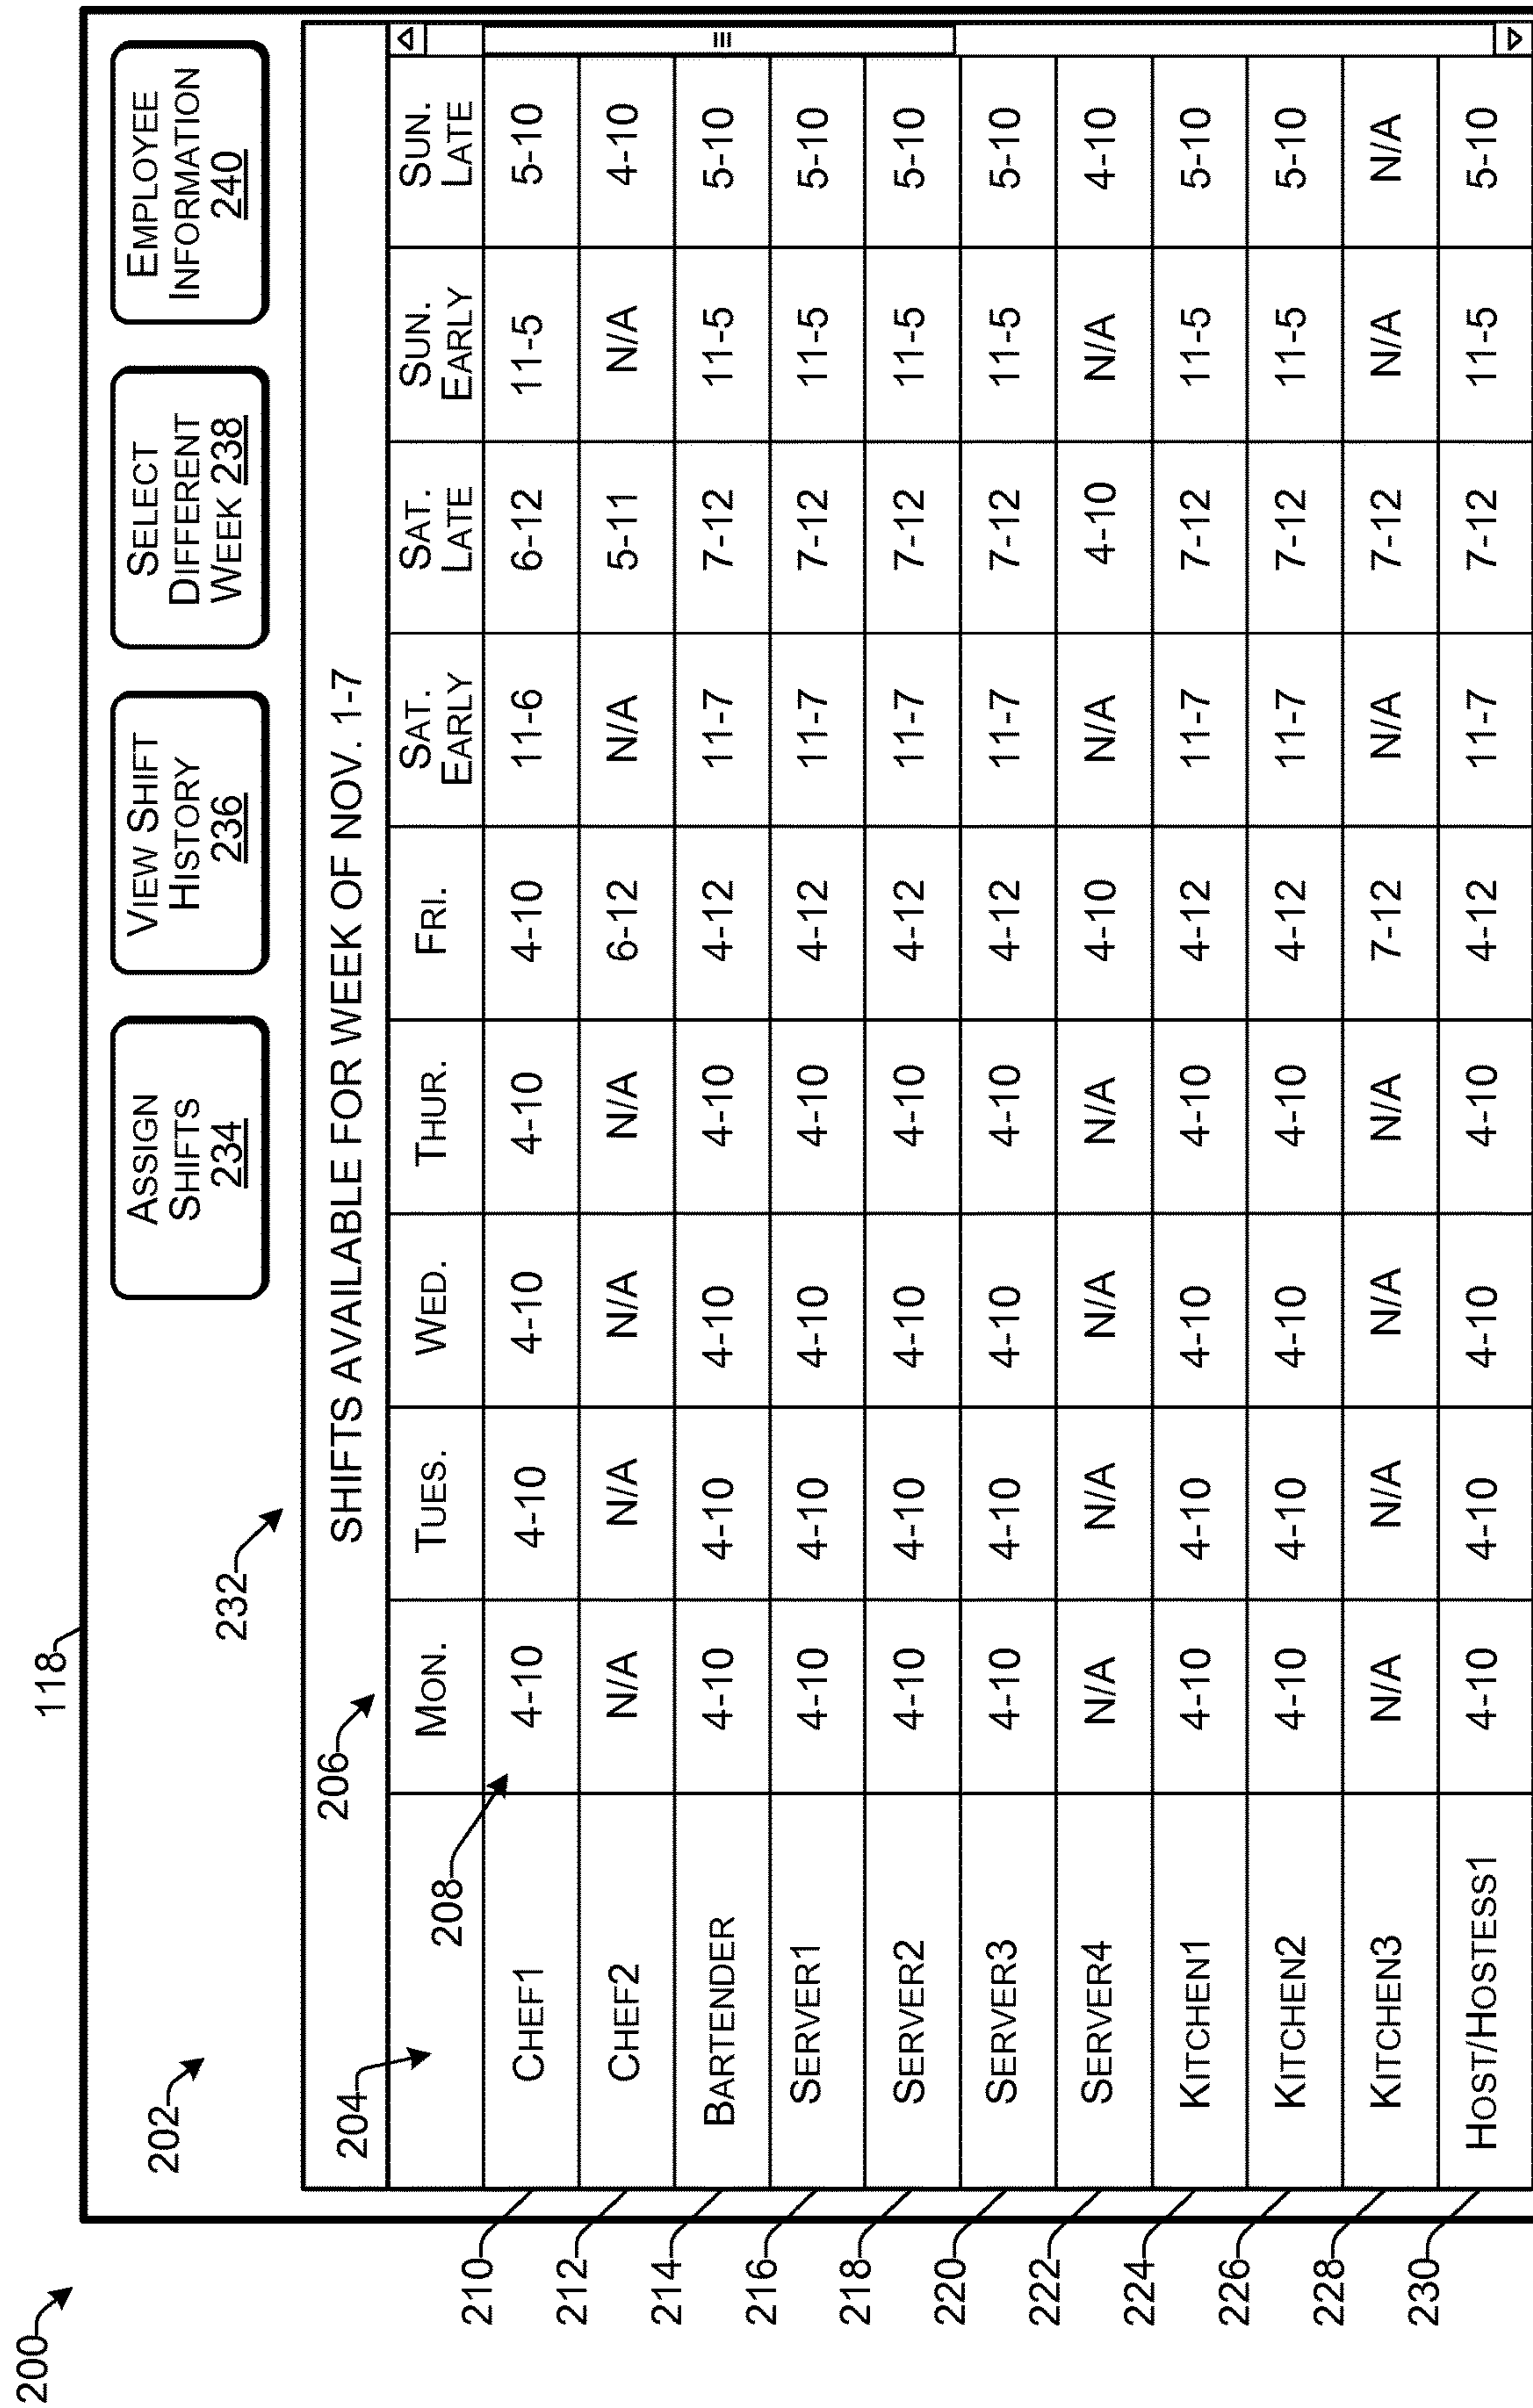 200
118
202
232
ASSIGN
SHIFTS
234
VIEW SHIFT
HISTORY
236
SELECT
DIFFERENT
WEEK 238
EMPLOYEE
INFORMATION
240
206
SHIFTS AVAILABLE FOR WEEK OF NOV. 1-7
204
208
MON. TUES. WED. THUR. FRI. SAT. EARLY SAT. LATE SUN. EARLY SUN. LATE
210 CHEF1 4-10 4-10 4-10 4-10 4-10 11-6 6-12 11-5 5-10
212 CHEF2 N/A N/A N/A N/A 6-12 N/A 5-11 N/A 4-10
214 BARTENDER 4-10 4-10 4-10 4-10 4-12 11-7 7-12 11-5 5-10
216 SERVER1 4-10 4-10 4-10 4-10 4-12 11-7 7-12 11-5 5-10
218 SERVER2 4-10 4-10 4-10 4-10 4-12 11-7 7-12 11-5 5-10
220 SERVER3 4-10 4-10 4-10 4-10 4-12 11-7 7-12 11-5 5-10
222 SERVER4 N/A N/A N/A N/A 4-10 N/A 4-10 N/A 4-10
224 KITCHEN1 4-10 4-10 4-10 4-10 4-12 11-7 7-12 11-5 5-10
226 KITCHEN2 4-10 4-10 4-10 4-10 4-12 11-7 7-12 11-5 5-10
228 KITCHEN3 N/A N/A N/A N/A 7-12 N/A 7-12 N/A N/A
230 HOST/HOSTESS1 4-10 4-10 4-10 4-10 4-12 11-7 7-12 11-5 5-10